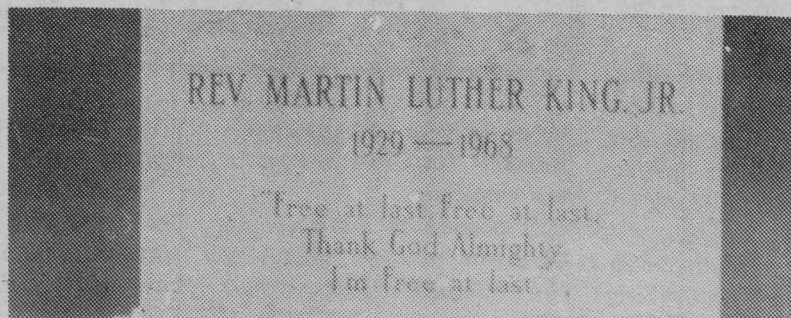 REV. MARTIN LUTHER KING, JR.
1929 — 1968
"Free at last, free at last,
Thank God Almighty
I'm free at last."